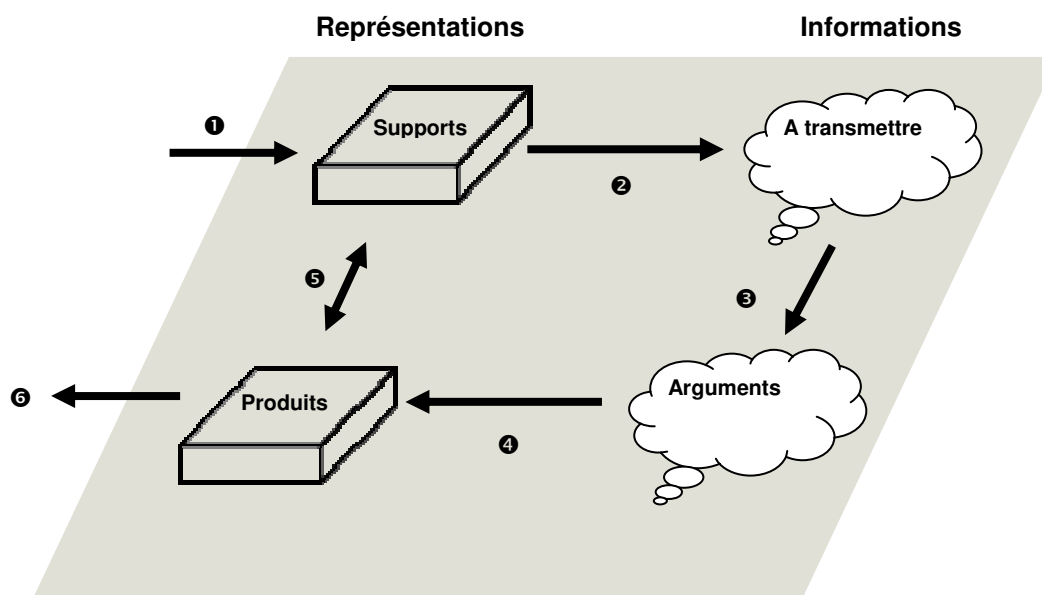 Représentations Informations
❶
Supports
A transmettre
❷
❺
❸
Produits
Arguments
❻
❹